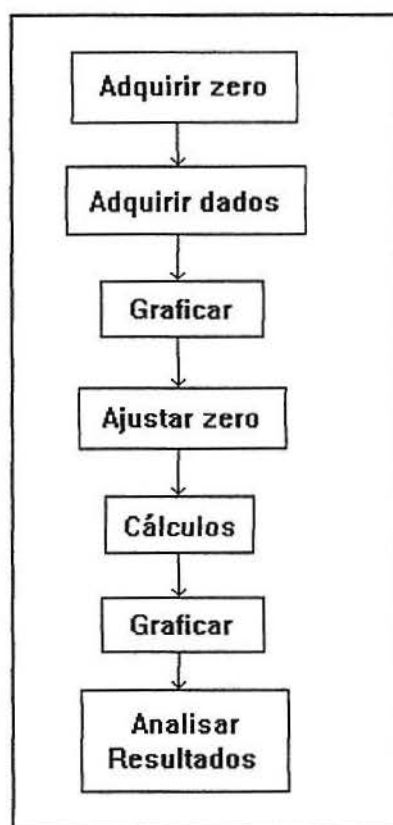 Adquirir zero
Adquirir dados
Graficar
Ajustar zero
Cálculos
Graficar
Analisar
Resultados